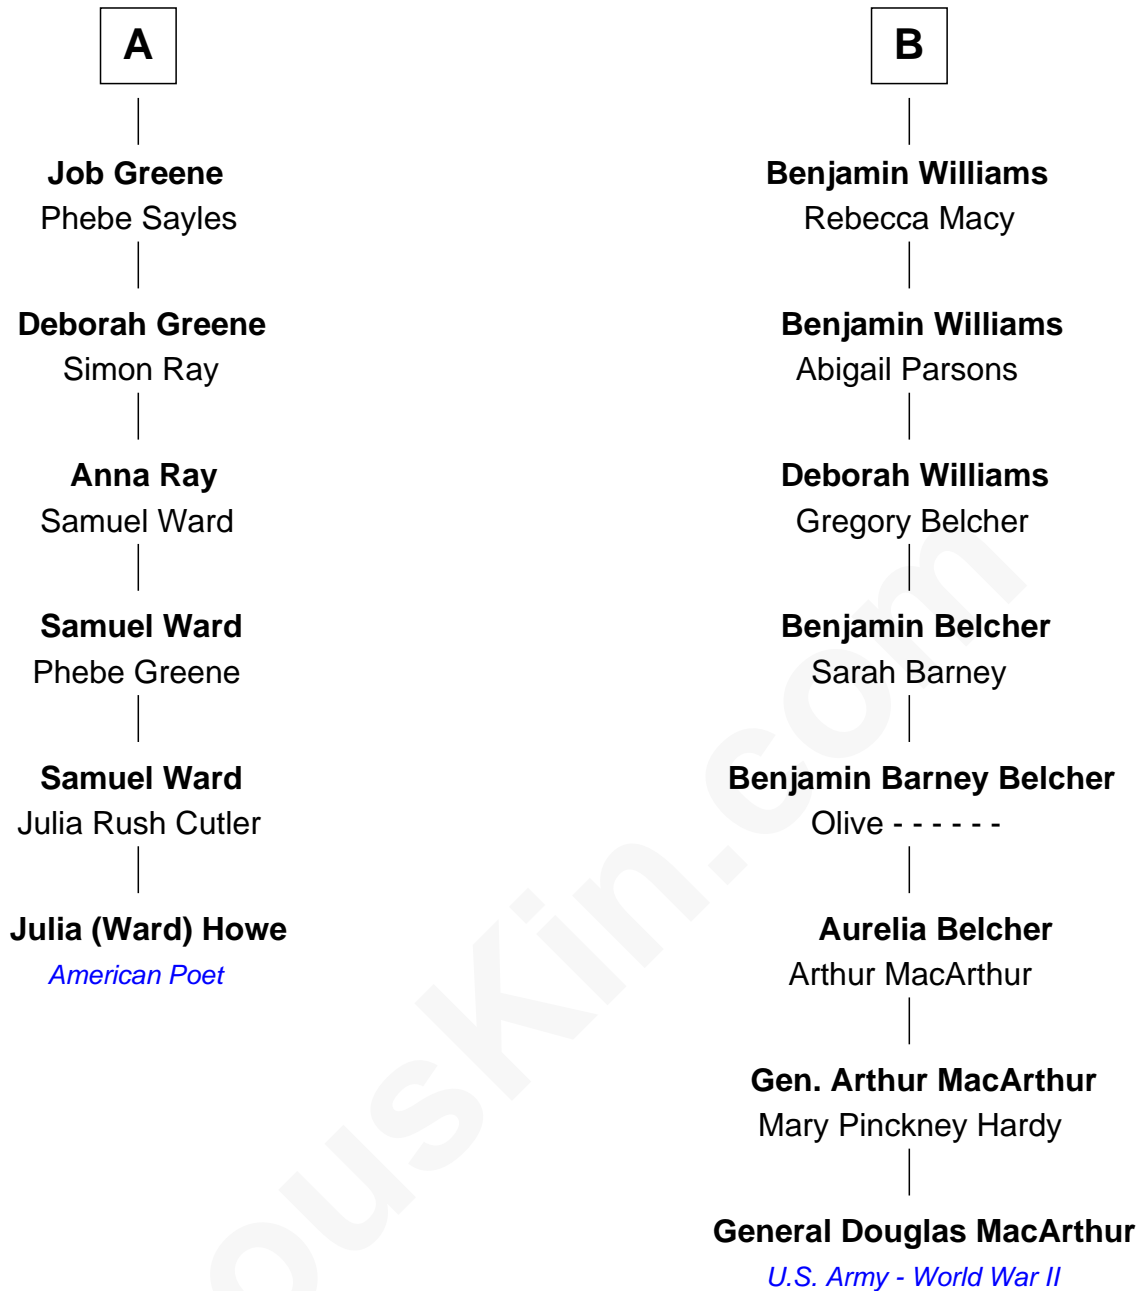 A
Job Greene
Phebe Sayles
Deborah Greene
Simon Ray
Anna Ray
Samuel Ward
Samuel Ward
Phebe Greene
Samuel Ward
Julia Rush Cutler
Julia (Ward) Howe
American Poet
B
Benjamin Williams
Rebecca Macy
Benjamin Williams
Abigail Parsons
Deborah Williams
Gregory Belcher
Benjamin Belcher
Sarah Barney
Benjamin Barney Belcher
Olive - - - - - -
Aurelia Belcher
Arthur MacArthur
Gen. Arthur MacArthur
Mary Pinckney Hardy
General Douglas MacArthur
U.S. Army - World War II
ousKin.com